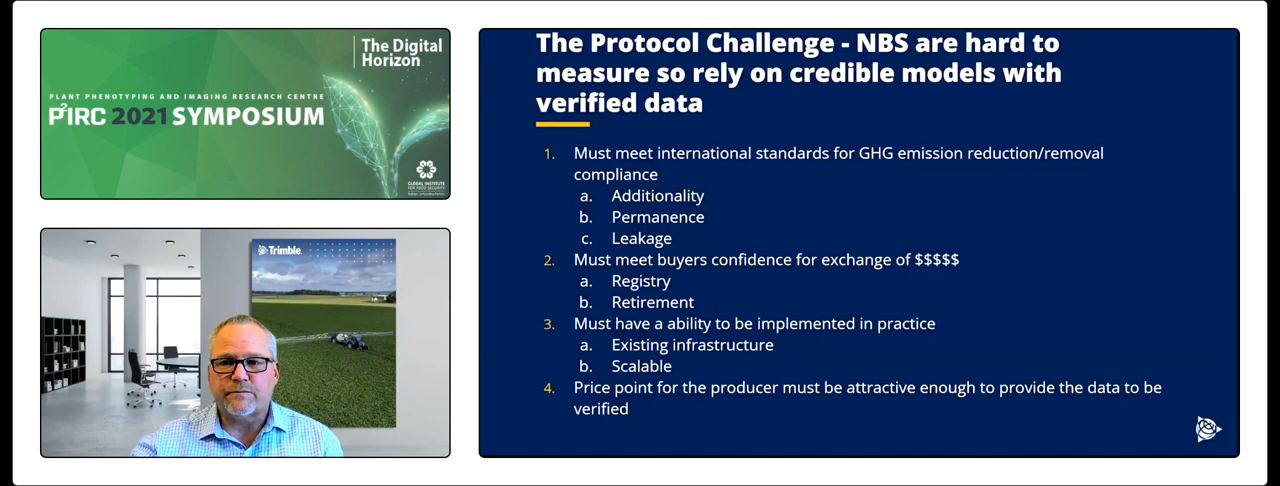 The Digital
Horizon
PLANT PHENOTYPING AND IMAGING RESEARCH CENTRE
P²IRC 2021 SYMPOSIUM
GLOBAL INSTITUTE
FOR FOOD SECURITY
Trimble
The Protocol Challenge - NBS are hard to
measure so rely on credible models with
verified data
1. Must meet international standards for GHG emission reduction/removal
compliance
a. Additionality
b. Permanence
c. Leakage
2. Must meet buyers confidence for exchange of $$$$$
a. Registry
b. Retirement
3. Must have a ability to be implemented in practice
a. Existing infrastructure
b. Scalable
4. Price point for the producer must be attractive enough to provide the data to be
verified